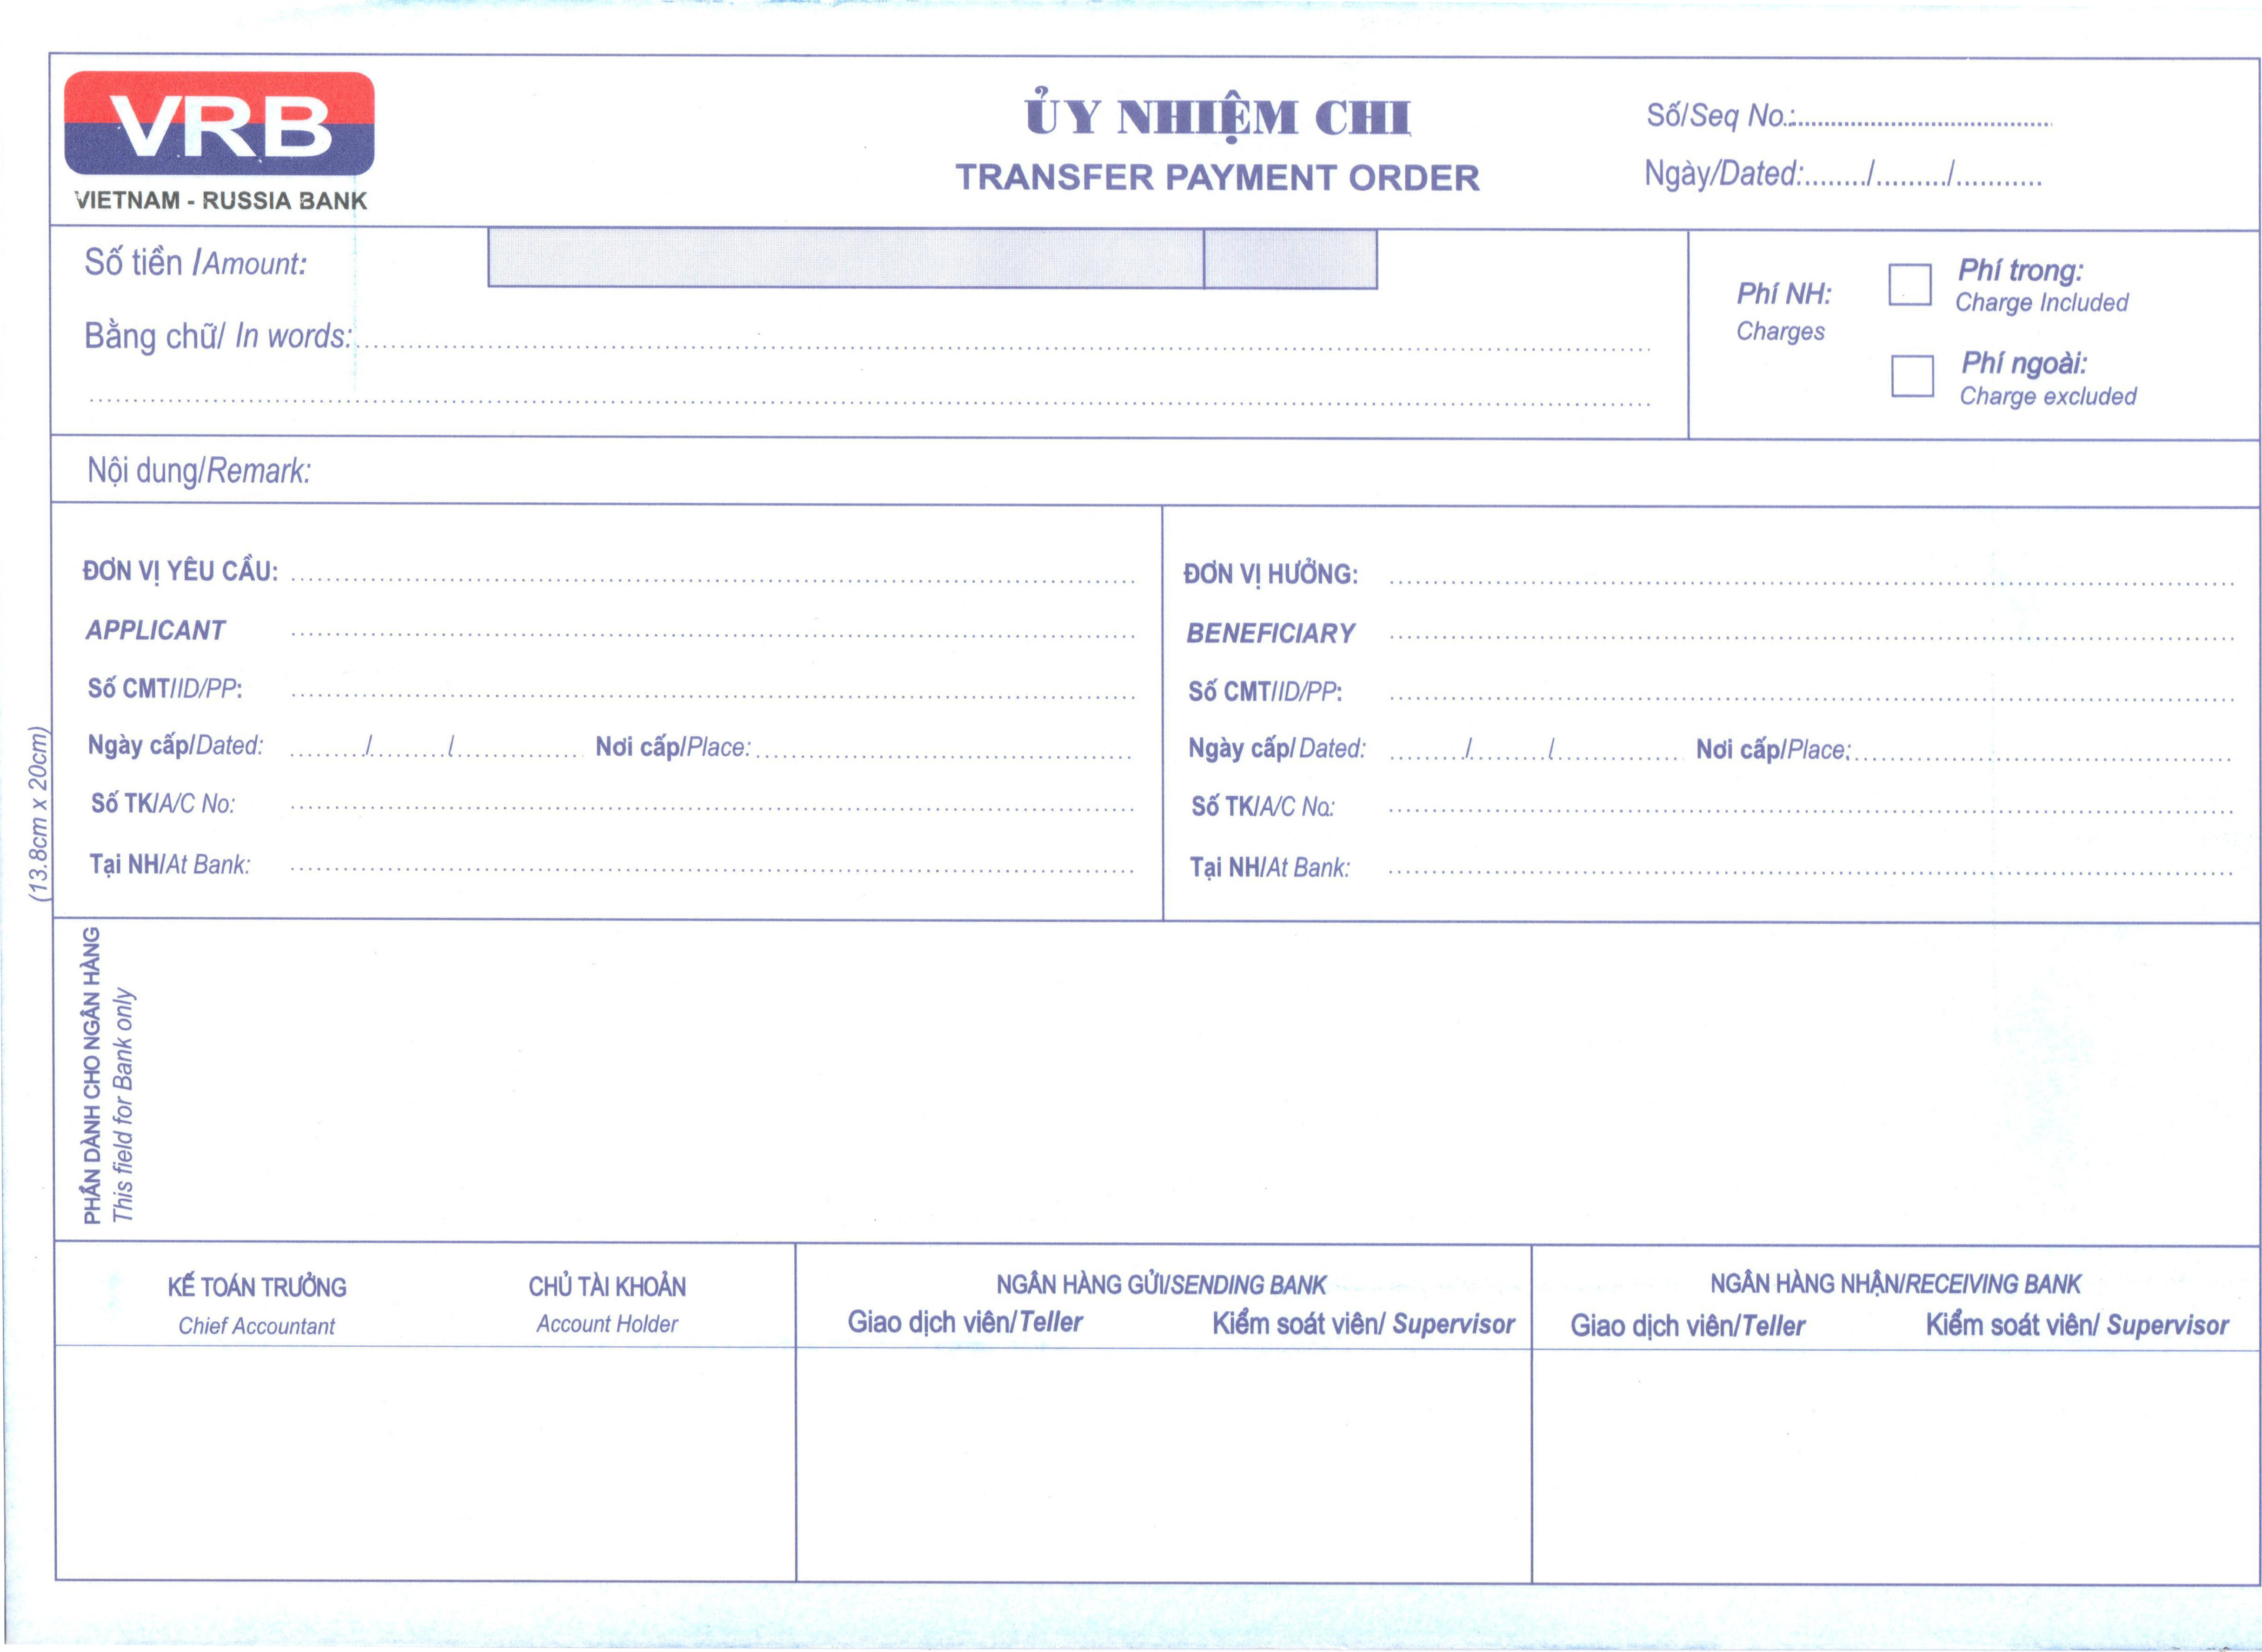 VRB
VIETNAM - RUSSIA BANK
ỦY NHIỆM CHI
TRANSFER PAYMENT ORDER
Số/Seq No.:
Ngày/Dated:......../........./...........
Số tiền /Amount:
Bằng chữ/ In words:
Phí NH:
Charges
Phí trong:
Charge Included
Phí ngoài:
Charge excluded
Nội dung/Remark:
ĐƠN VỊ YÊU CẦU:
APPLICANT
Số CMT/ID/PP:
Ngày cấp/Dated: ........./........./............... Nơi cấp/Place:
Số TK/A/C No:
Tại NH/At Bank:
ĐƠN VỊ HƯỞNG:
BENEFICIARY
Số CMT/ID/PP:
Ngày cấp/ Dated: ........./........./............... Nơi cấp/Place:
Số TK/A/C No:
Tại NH/At Bank:
(13.8cm x 20cm)
PHẦN DÀNH CHO NGÂN HÀNG
This field for Bank only
KẾ TOÁN TRƯỞNG
Chief Accountant
CHỦ TÀI KHOẢN
Account Holder
NGÂN HÀNG GỬI/SENDING BANK
Giao dịch viên/Teller Kiểm soát viên/ Supervisor
NGÂN HÀNG NHẬN/RECEIVING BANK
Giao dịch viên/Teller Kiểm soát viên/ Supervisor